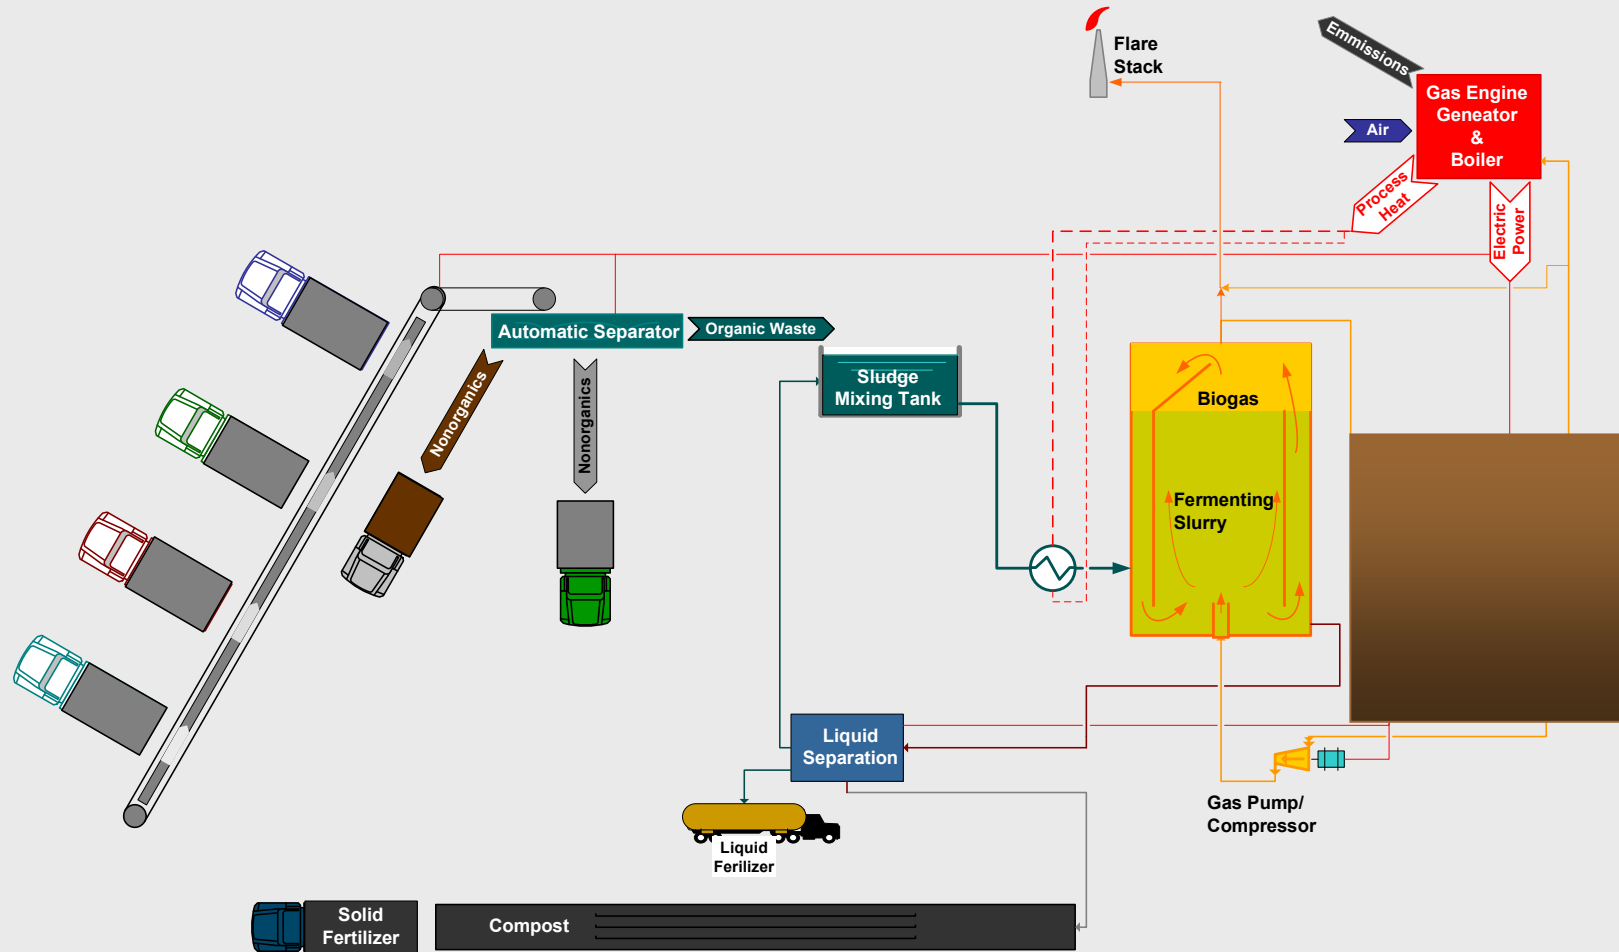 Flare
Stack
Emmissions
Gas Engine
Geneator
&
Boiler
Air
Process
Heat
Electric
Power
Automatic Separator
Organic Waste
Nonorganics
Nonorganics
Sludge
Mixing Tank
Biogas
Fermenting
Slurry
Liquid
Separation
Gas Pump/
Compressor
Liquid
Ferilizer
Solid
Fertilizer
Compost